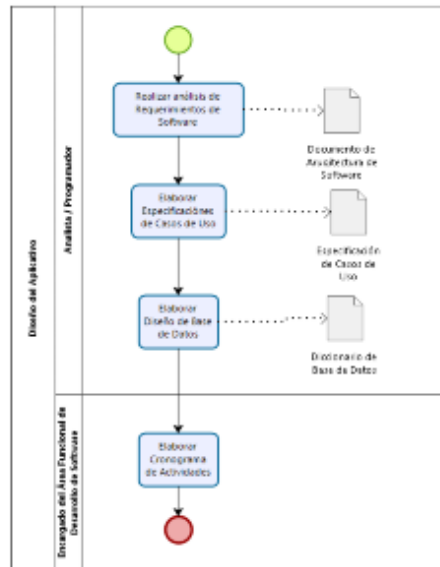 Diseño del Aplicativo
Analista / Programador
Realizar análisis de
Requerimientos de
Software
Documento de
Arquitectura de
Software
Elaborar
Especificaciónes
de Casos de Uso
Especificación
de Casos de
Uso
Elaborar
Diseño de Base
de Datos
Diccionario de
Base de Datos
Encargado del Área Funcional de
Desarrollo de Software
Elaborar
Cronograma
de Actividades